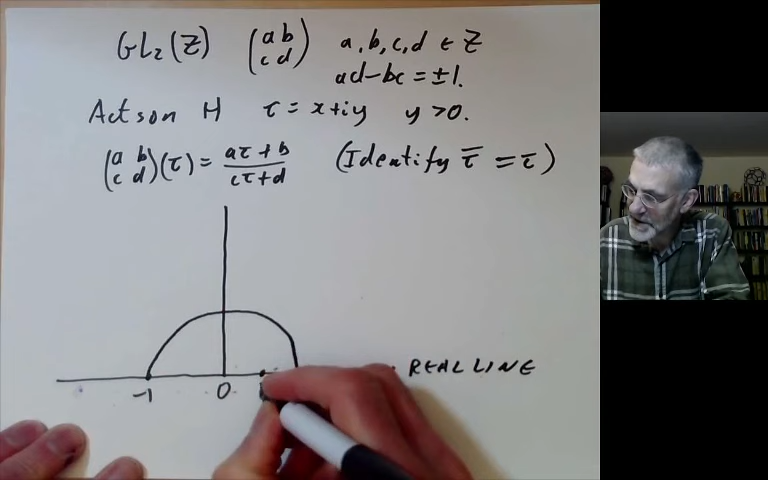 GL₂(Z) (a b c d) a, b, c, d ∈ Z
ad-bc = ±1.
Acts on H τ = x+iy y>0.
(a b c d)(τ) = aτ+b / cτ+d (Identify τ̅ = τ)
REAL LINE
-1 0